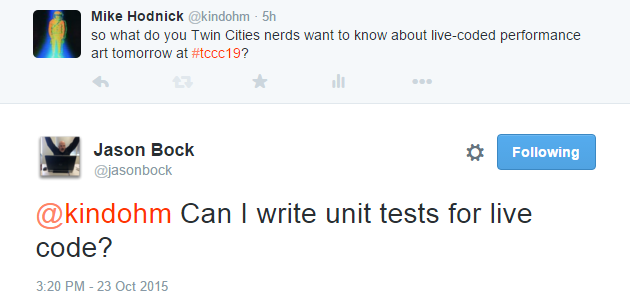 Mike Hodnick @kindohm · 5h
so what do you Twin Cities nerds want to know about live-coded performance
art tomorrow at #tccc19?
Jason Bock
@jasonbock
Following
@kindohm Can I write unit tests for live
code?
3:20 PM - 23 Oct 2015